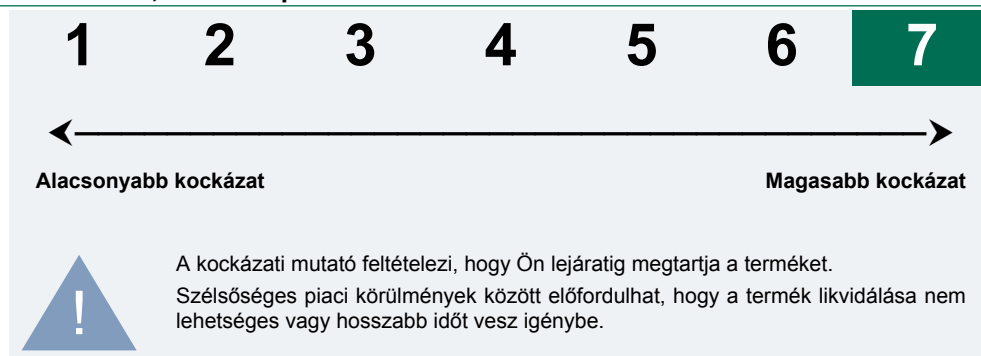 1 2 3 4 5 6 7
Alacsonyabb kockázat Magasabb kockázat
A kockázati mutató feltételezi, hogy Ön lejáratig megtartja a terméket.
!
Szélsőséges piaci körülmények között előfordulhat, hogy a termék likvidálása nem
lehetséges vagy hosszabb időt vesz igénybe.